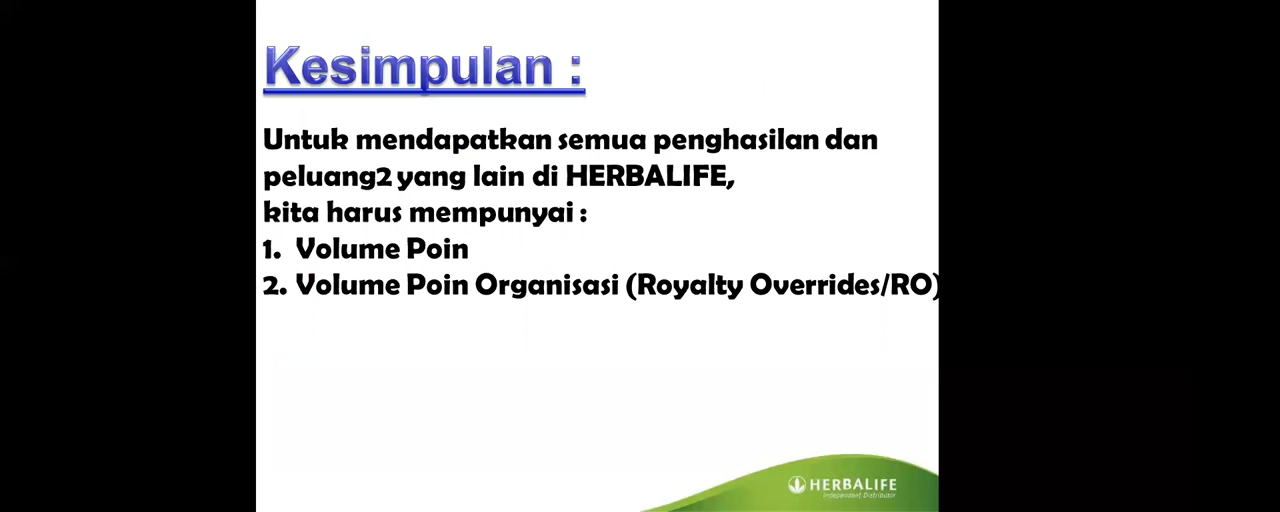 Kesimpulan :
Untuk mendapatkan semua penghasilan dan
peluang2 yang lain di HERBALIFE,
kita harus mempunyai :
1. Volume Poin
2. Volume Poin Organisasi (Royalty Overrides/RO)
HERBALIFE
Independent Distributor